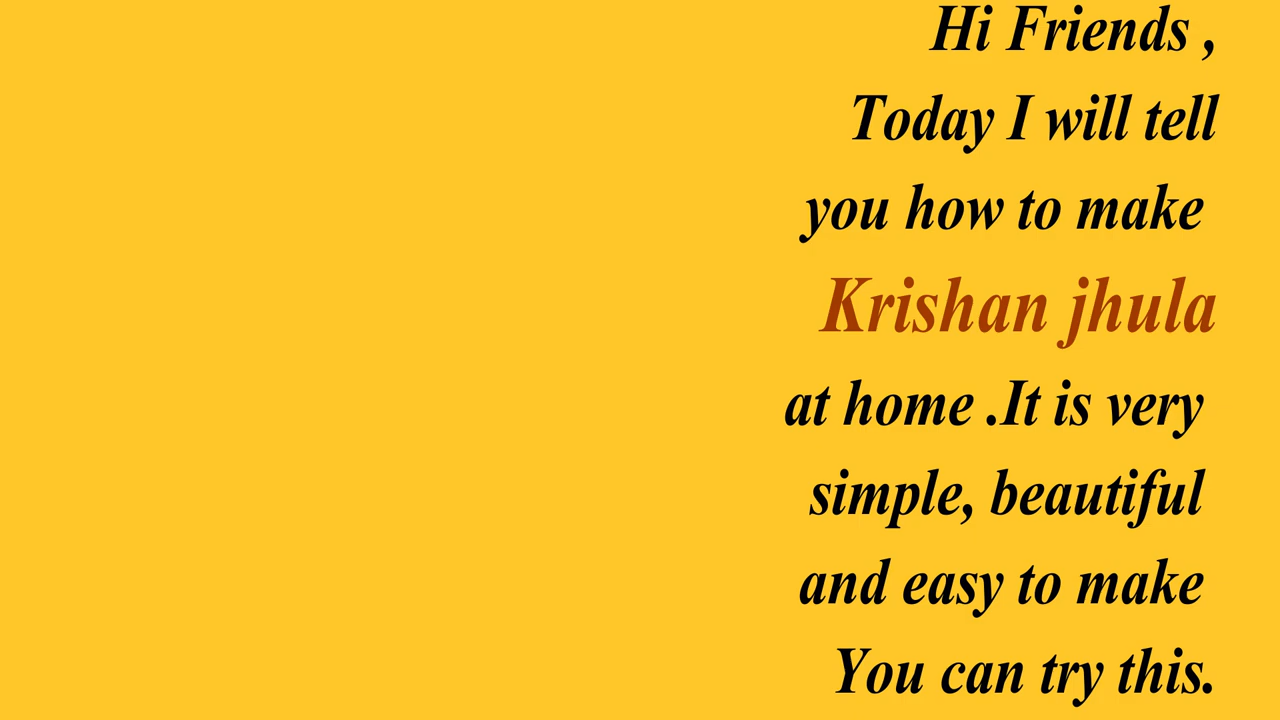 Hi Friends ,
Today I will tell
you how to make
Krishan jhula
at home .It is very
simple, beautiful
and easy to make
You can try this.